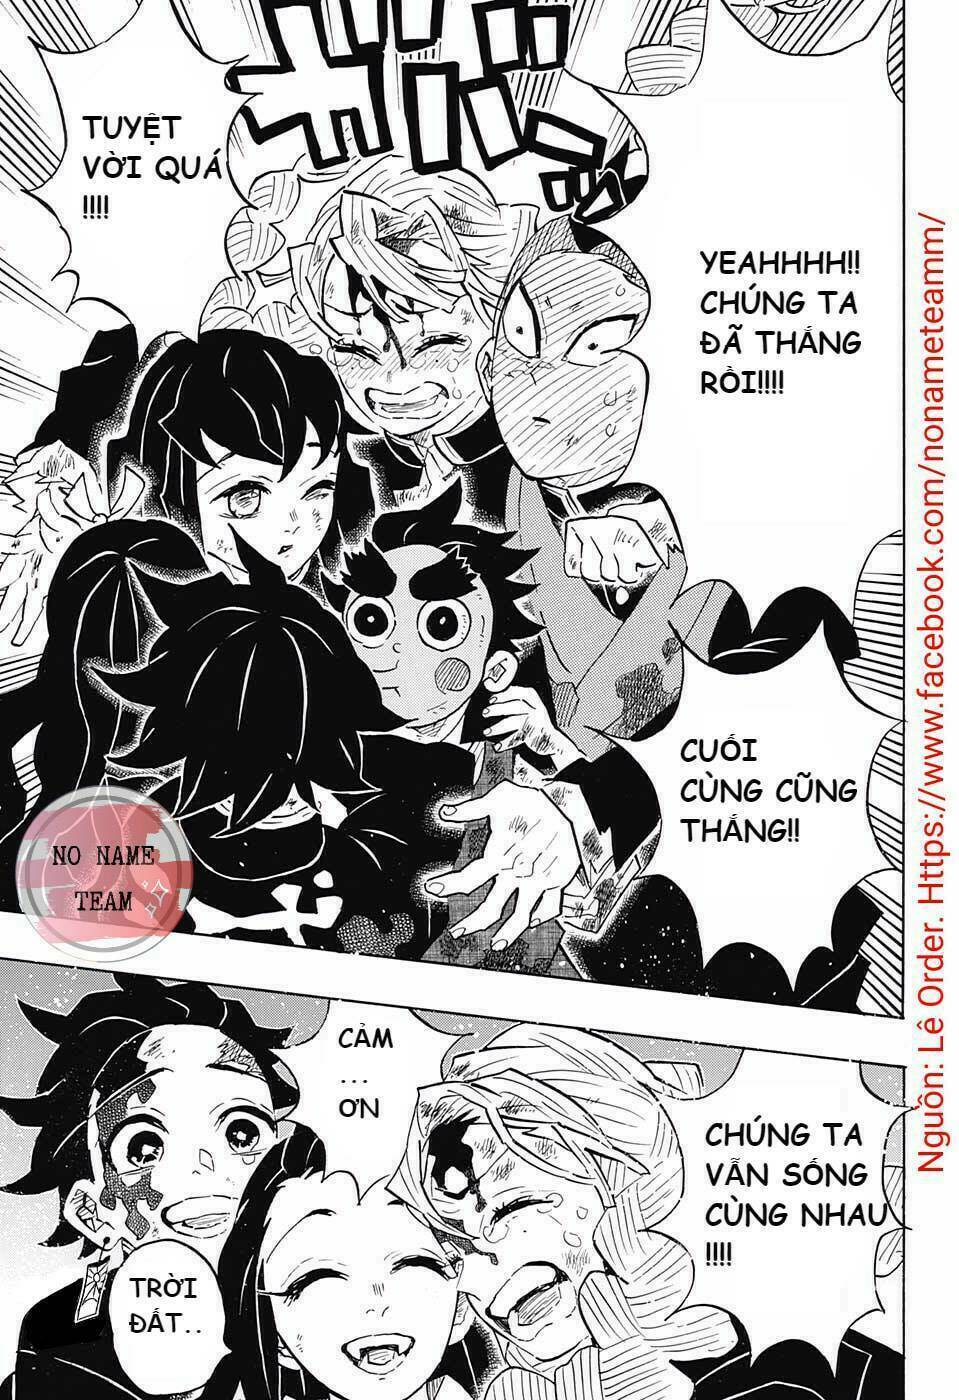 YEAHHHH!!
CHÚNG TA
ĐÃ THẮNG
RỒI!!!!
TUYỆT
VỜI QUÁ
!!!!
CUỐI
CÙNG CŨNG
THẮNG!!
NO NAME
TEAM
CHÚNG TA
VẪN SỐNG
CÙNG NHAU
!!!!
CẢM
...
ƠN
TRỜI
ĐẤT..
Nguồn: Lê Order. Https://www.facebook.com/nonameteamm/